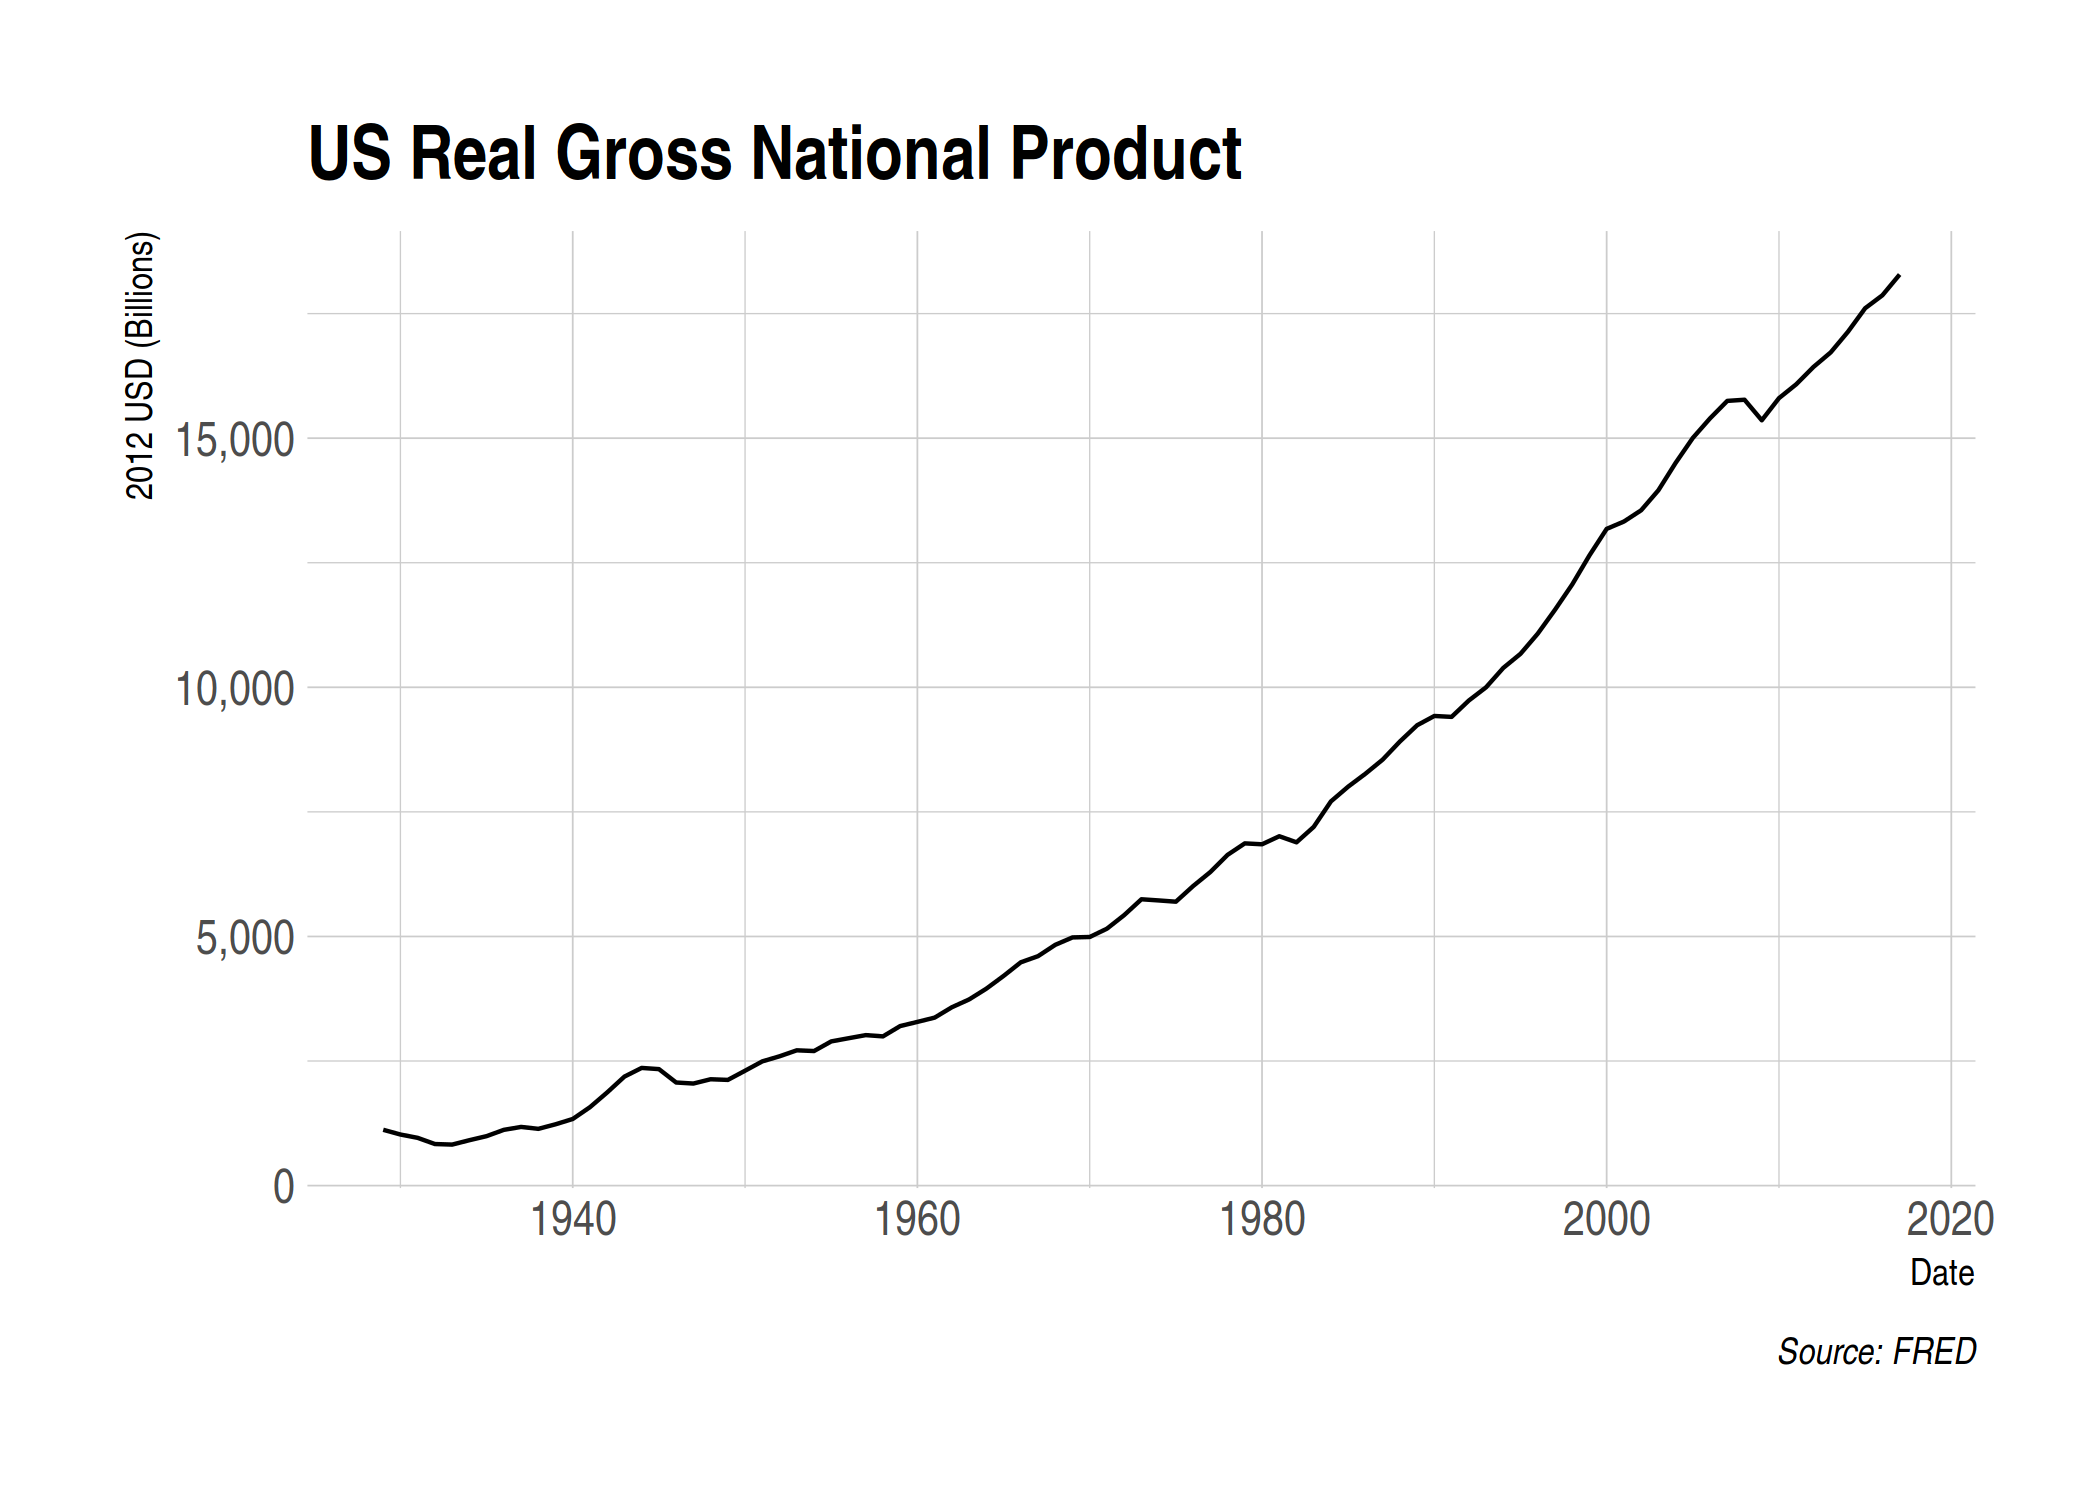 US Real Gross National Product
2012 USD (Billions)
15,000
10,000
5,000
0
1940 1960 1980 2000 2020
Date
Source: FRED